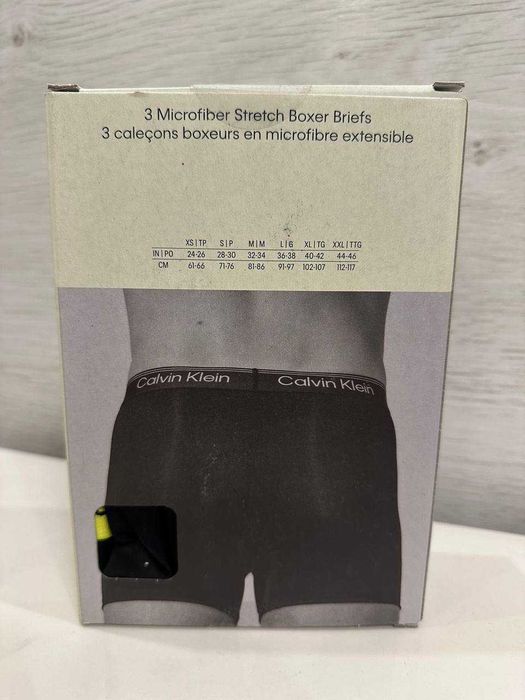 3 Microfiber Stretch Boxer Briefs
3 caleçons boxeurs en microfibre extensible
XS|TP S|P M|M L|G XL|TG XXL|TTG
IN|PO 24-26 28-30 32-34 36-38 40-42 44-46
CM 61-66 71-76 81-86 91-97 102-107 112-117
Calvin Klein Calvin Klein